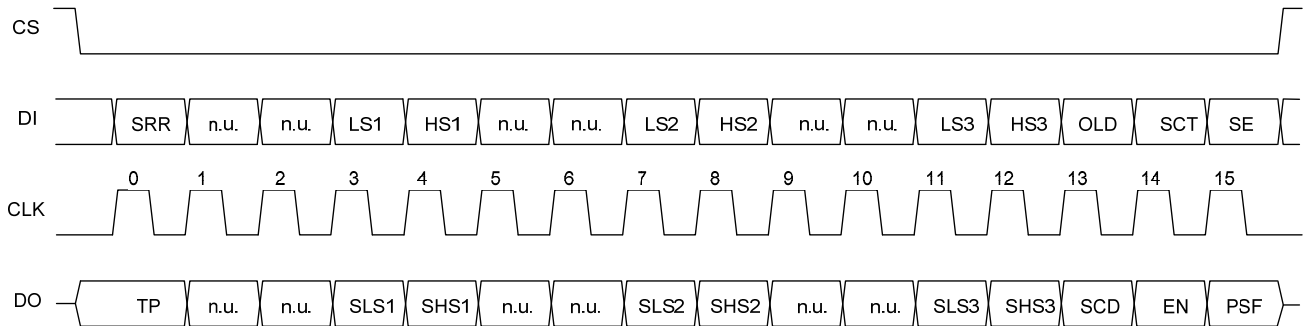 CS
DI SRR n.u. n.u. LS1 HS1 n.u. n.u. LS2 HS2 n.u. n.u. LS3 HS3 OLD SCT SE
0 1 2 3 4 5 6 7 8 9 10 11 12 13 14 15
CLK
DO TP n.u. n.u. SLS1 SHS1 n.u. n.u. SLS2 SHS2 n.u. n.u. SLS3 SHS3 SCD EN PSF